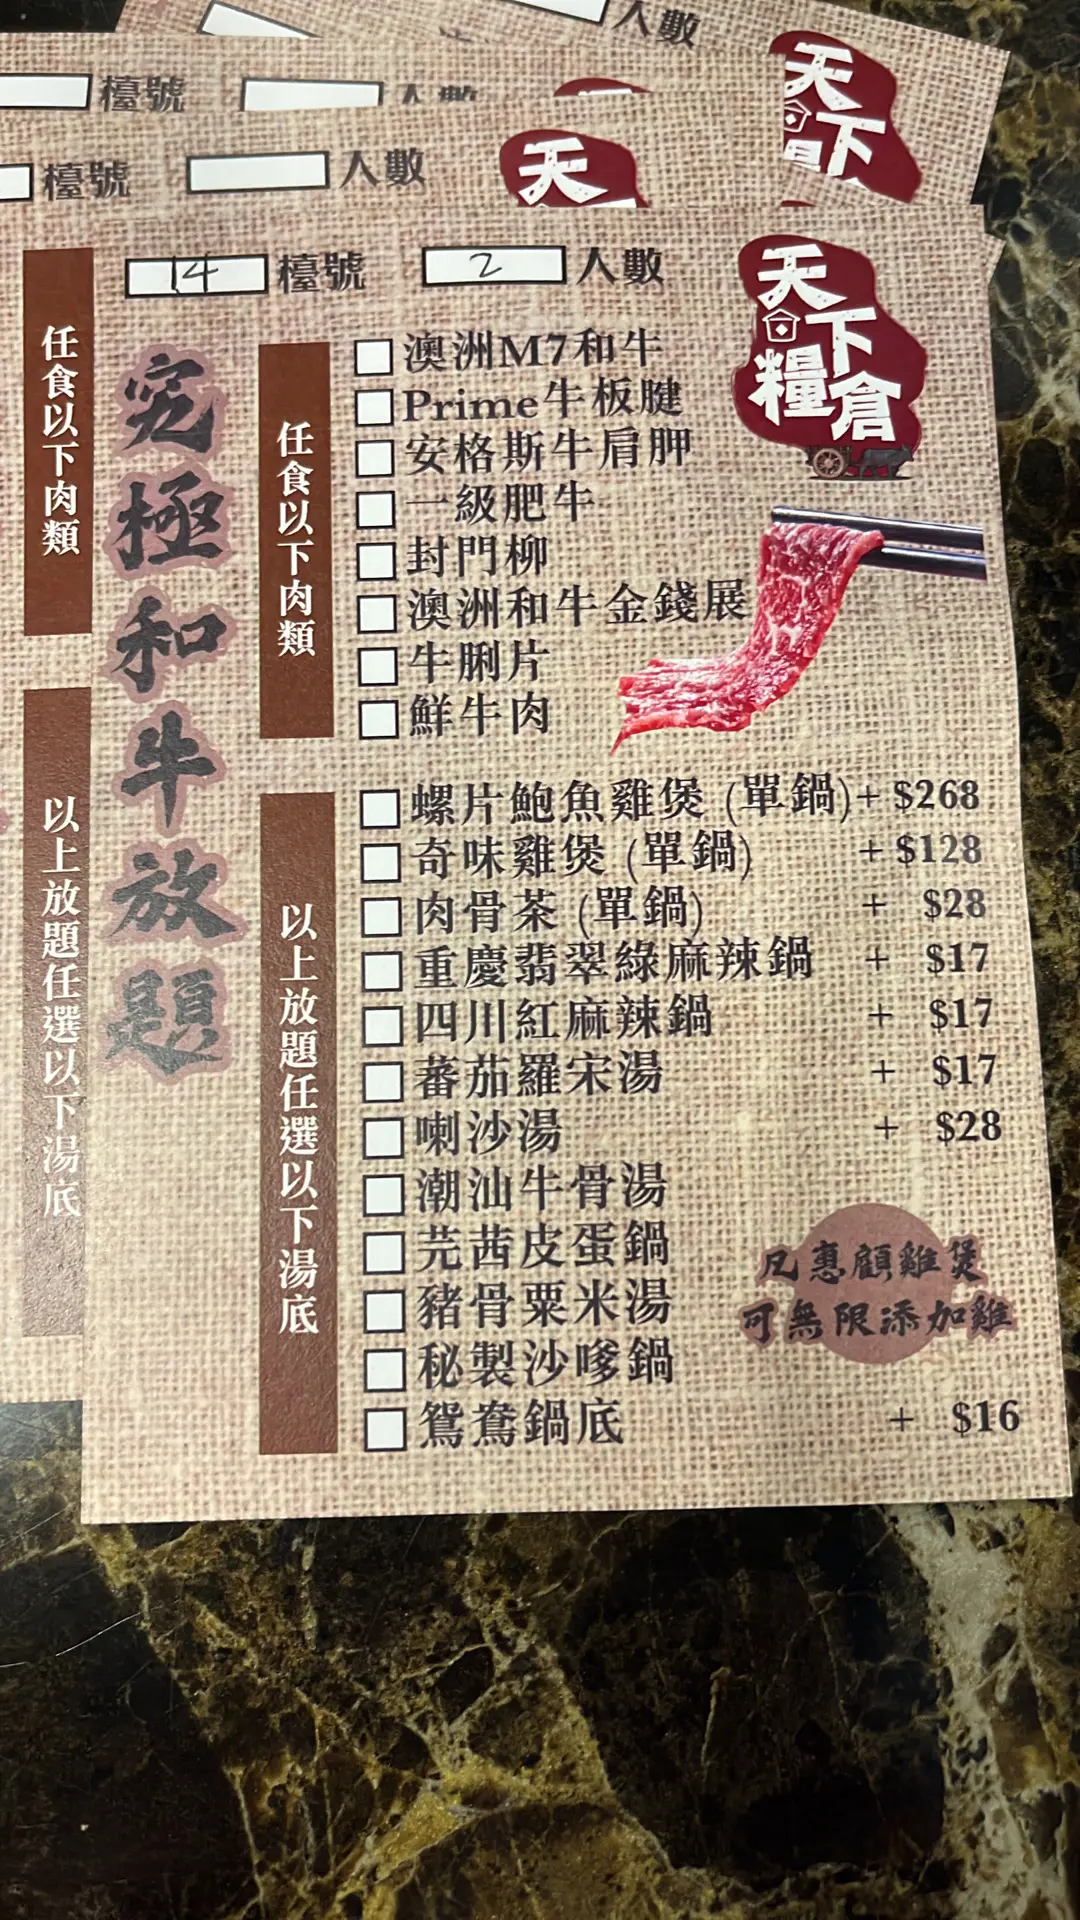 人數
檯號
天下
檯號
人數
天
14 檯號
2 人數
天下糧倉
任食以下肉類
以上放題任選以下湯底
究極和牛放題
任食以下肉類
澳洲M7和牛
Prime牛板腱
安格斯牛肩胛
一級肥牛
封門柳
澳洲和牛金錢展
牛脷片
鮮牛肉
以上放題任選以下湯底
螺片鮑魚雞煲 (單鍋) + $268
奇味雞煲 (單鍋) + $128
肉骨茶 (單鍋) + $28
重慶翡翠綠麻辣鍋 + $17
四川紅麻辣鍋 + $17
蕃茄羅宋湯 + $17
喇沙湯 + $28
潮汕牛骨湯
芫茜皮蛋鍋
豬骨粟米湯
秘製沙嗲鍋
鴛鴦鍋底 + $16
凡惠顧雞煲
可無限添加雞